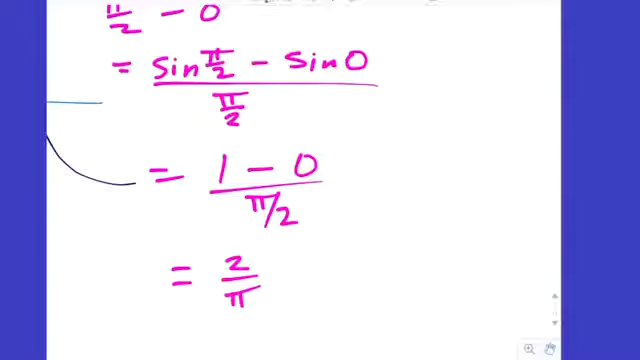 π/2 - 0
= (sin π/2 - sin 0) / (π/2)
= (1 - 0) / (π/2)
= 2/π